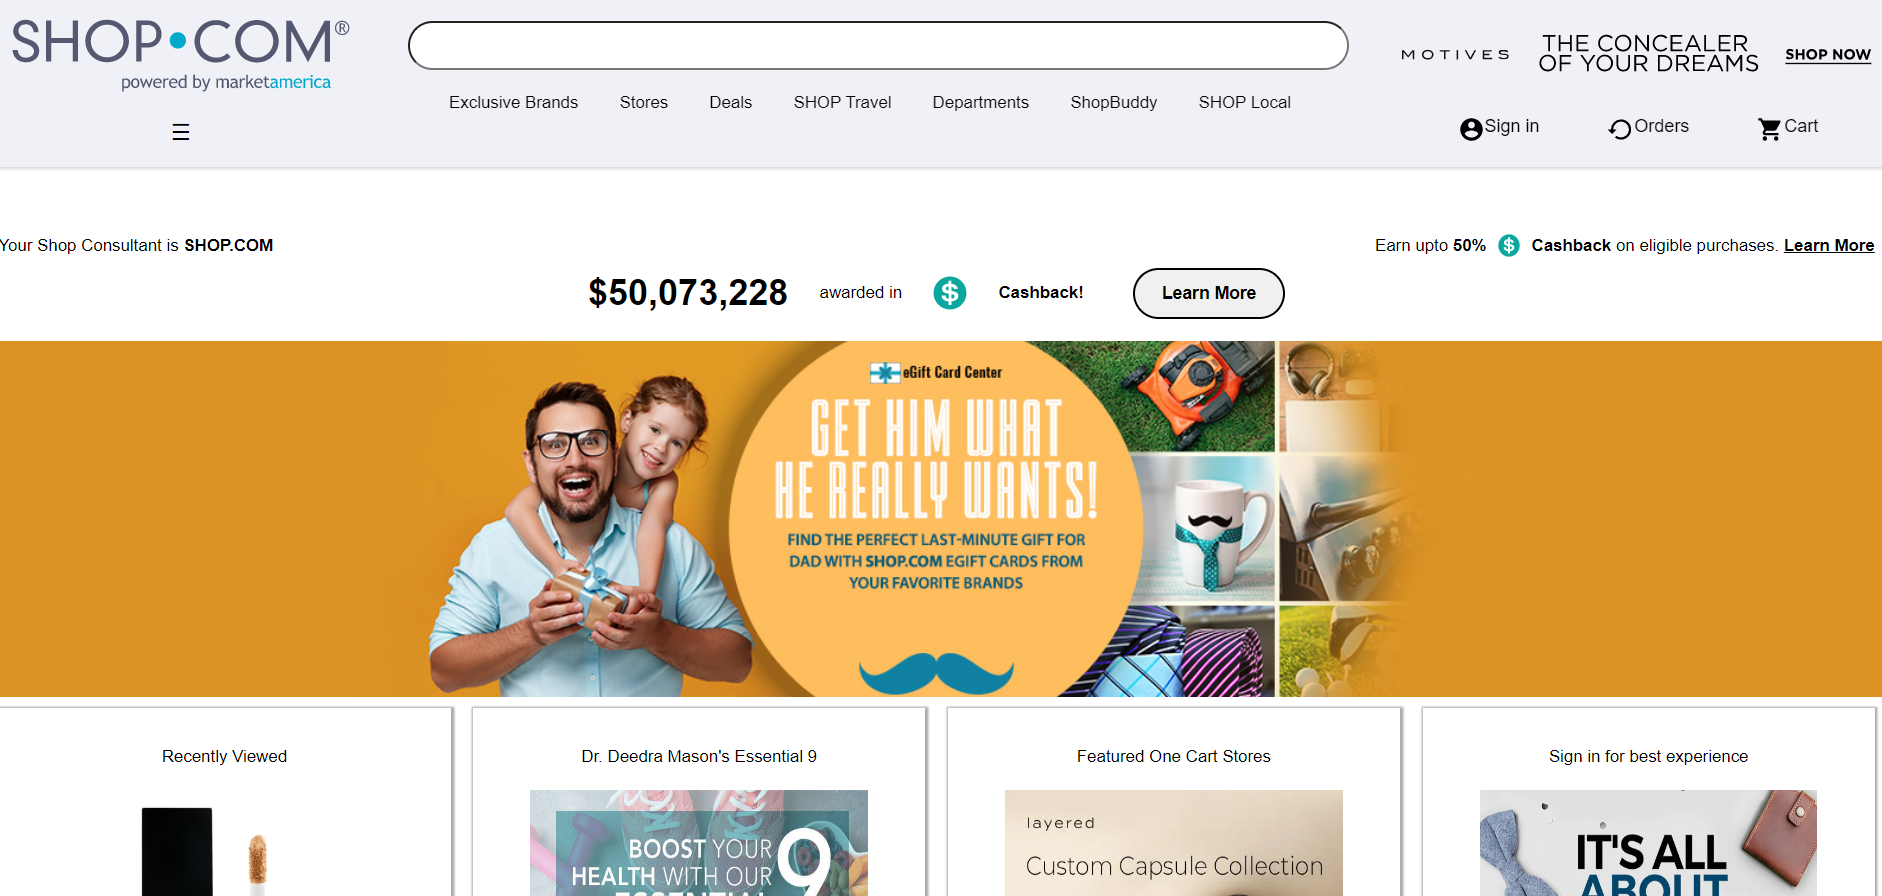 SHOP•COM®
powered by marketamerica
MOTIVES
THE CONCEALER
OF YOUR DREAMS
SHOP NOW
Exclusive Brands
Stores
Deals
SHOP Travel
Departments
ShopBuddy
SHOP Local
Sign in
Orders
Cart
Your Shop Consultant is SHOP.COM
Earn upto 50% $ Cashback on eligible purchases. Learn More
$50,073,228 awarded in $ Cashback! Learn More
eGift Card Center
GET HIM WHAT
HE REALLY WANTS!
FIND THE PERFECT LAST-MINUTE GIFT FOR
DAD WITH SHOP.COM EGIFT CARDS FROM
YOUR FAVORITE BRANDS
Recently Viewed
Dr. Deedra Mason's Essential 9
BOOST YOUR
HEALTH WITH OUR
ESSENTIAL
9
Featured One Cart Stores
layered
Custom Capsule Collection
Sign in for best experience
IT'S ALL
ABOUT